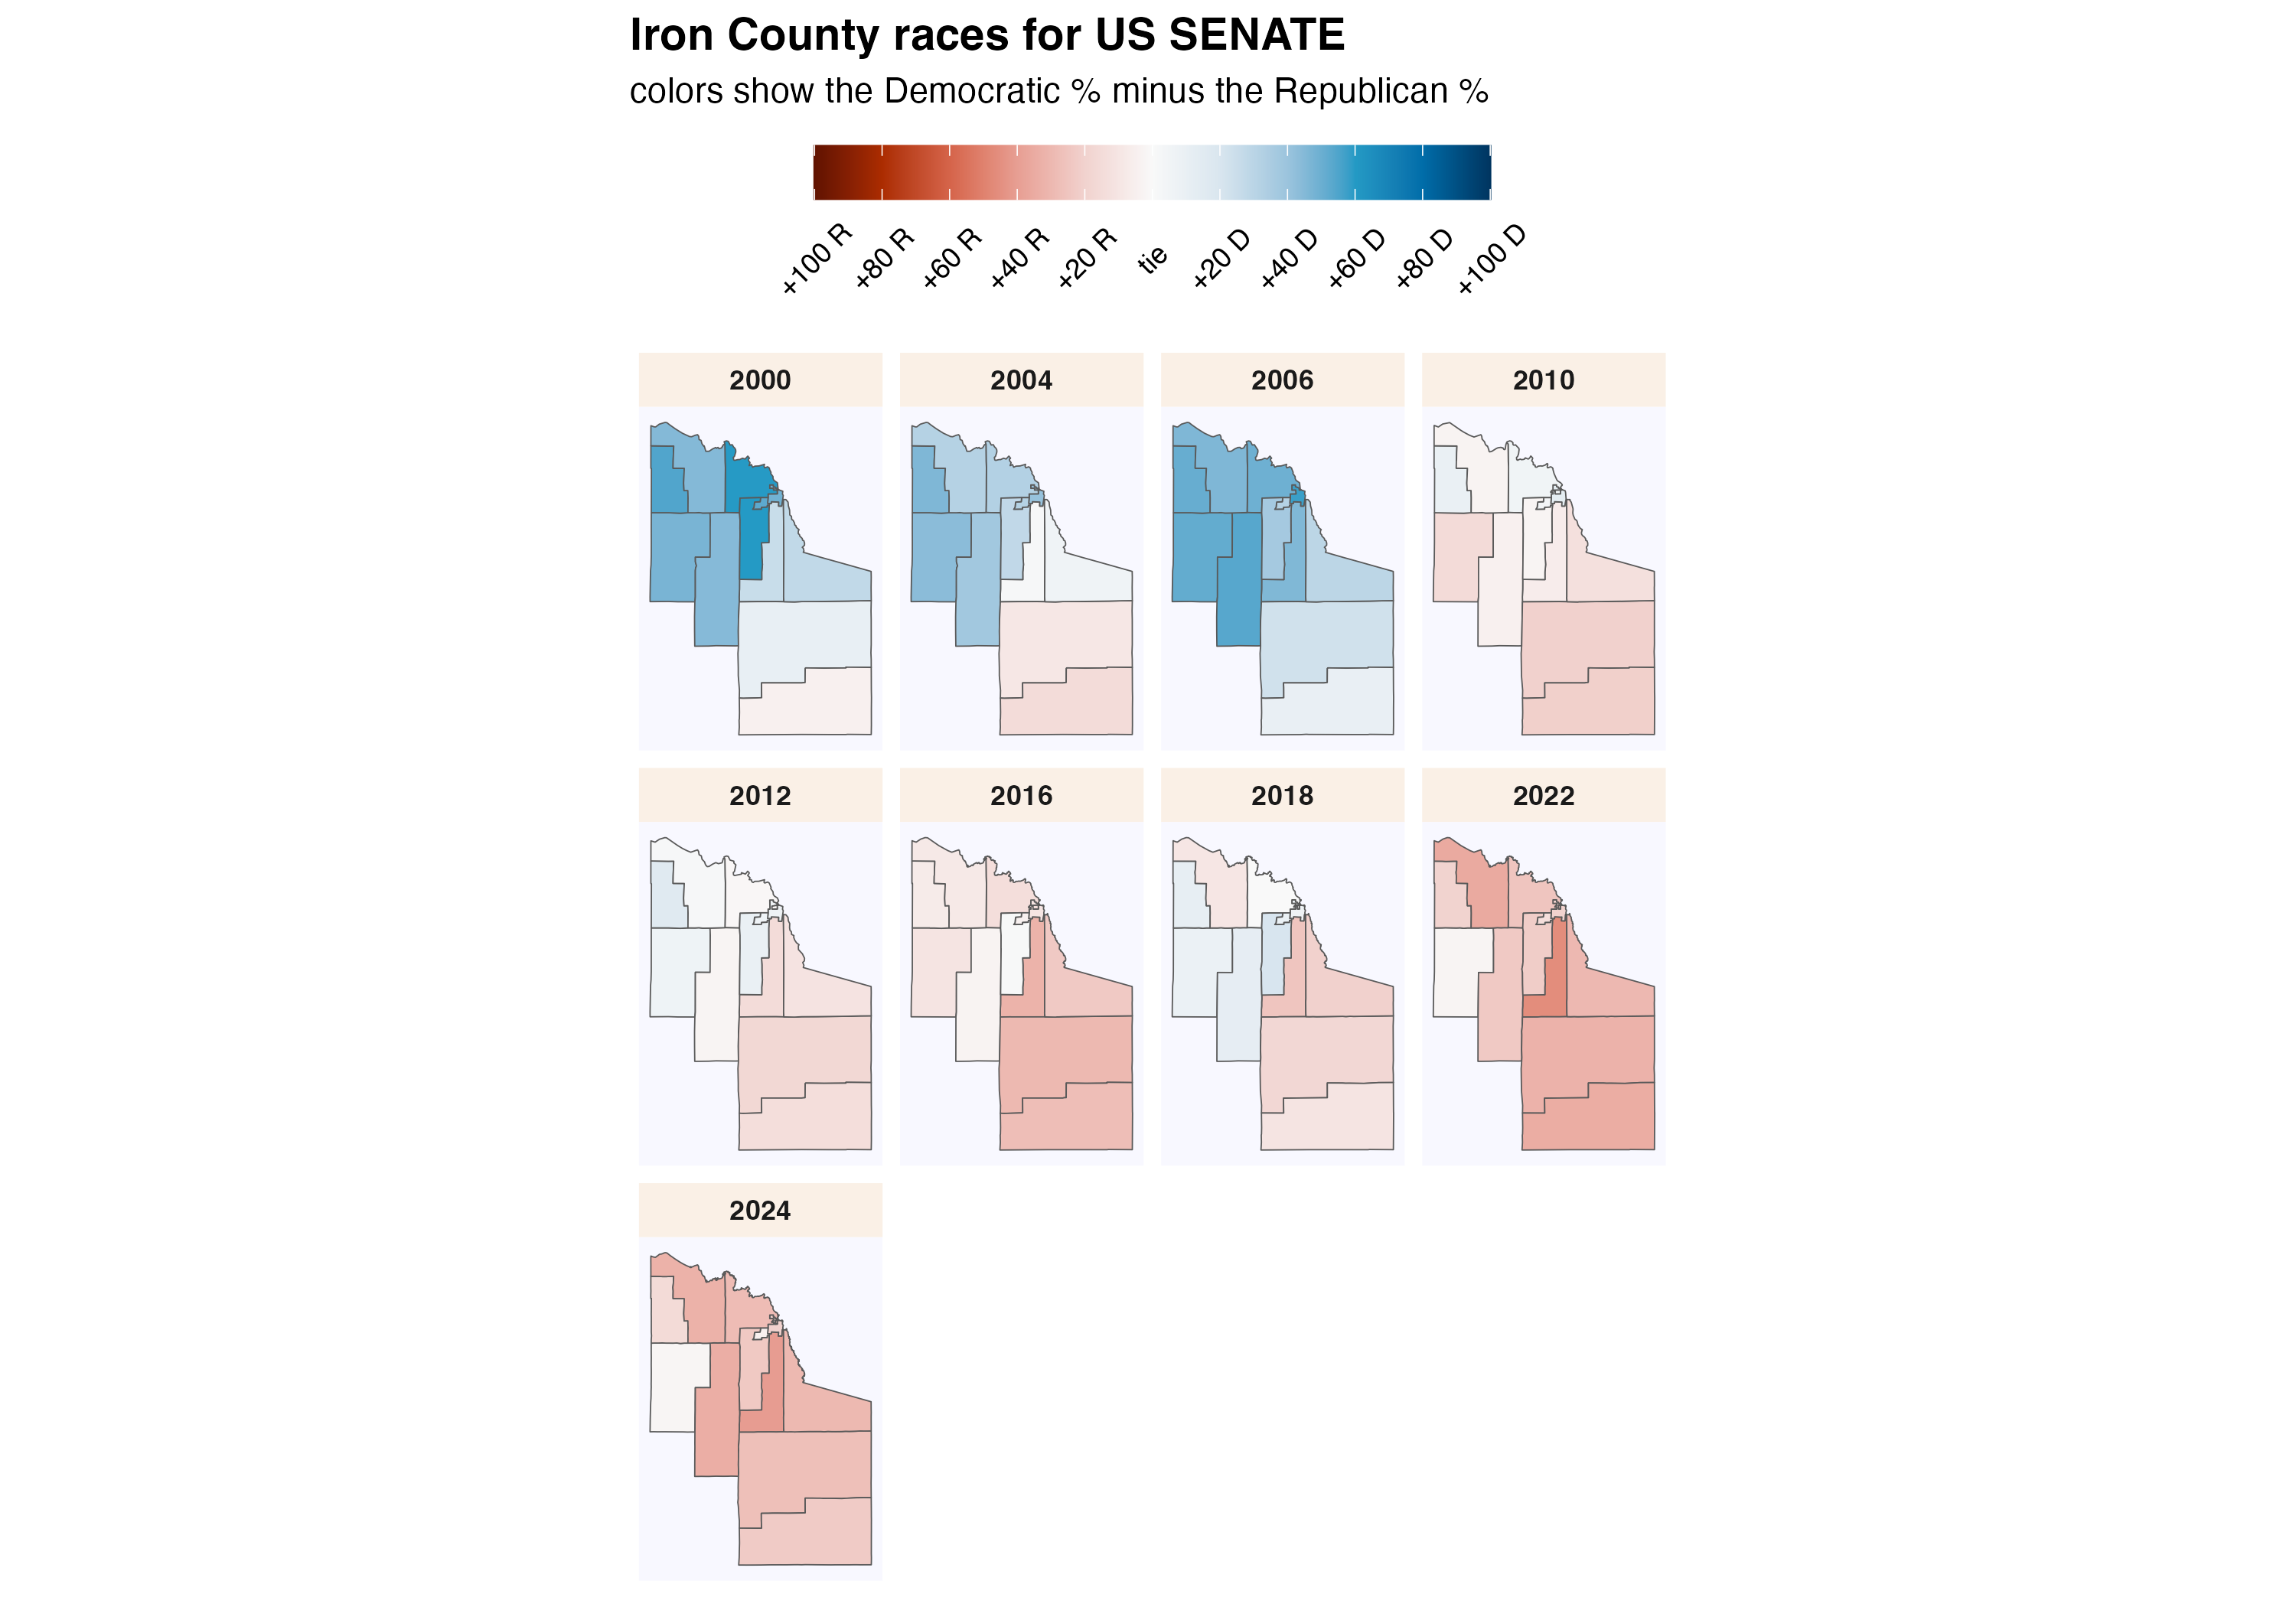 Iron County races for US SENATE
colors show the Democratic % minus the Republican %
+100 R
+80 R
+60 R
+40 R
+20 R
tie
+20 D
+40 D
+60 D
+80 D
+100 D
2000
2004
2006
2010
2012
2016
2018
2022
2024